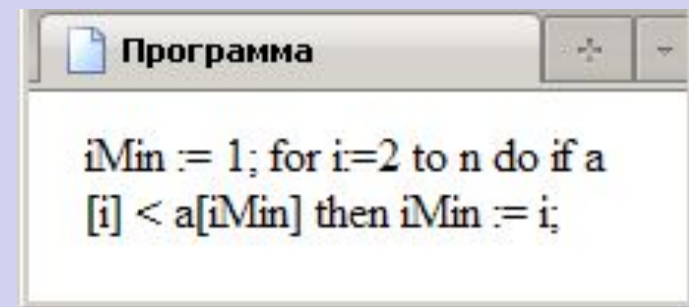 Программа
iMin := 1; for i:=2 to n do if a
[i] < a[iMin] then iMin := i;